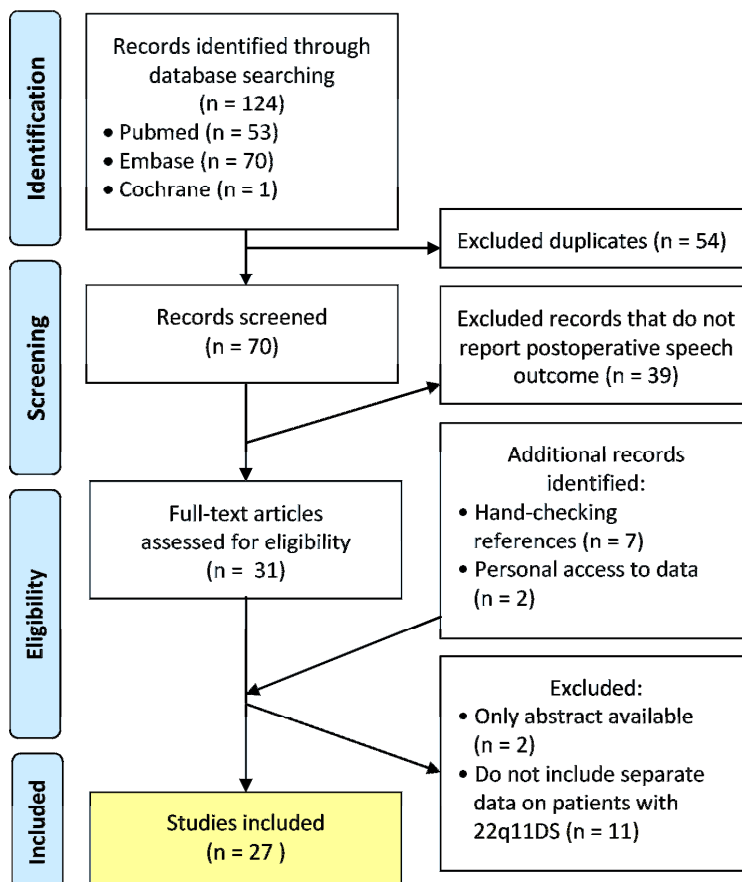 Identification
Records identified through
database searching
(n = 124)
• Pubmed (n = 53)
• Embase (n = 70)
• Cochrane (n = 1)
Excluded duplicates (n = 54)
Screening
Records screened
(n = 70)
Excluded records that do not
report postoperative speech
outcome (n = 39)
Eligibility
Full-text articles
assessed for eligibility
(n = 31)
Additional records
identified:
• Hand-checking
references (n = 7)
• Personal access to data
(n = 2)
Excluded:
• Only abstract available
(n = 2)
• Do not include separate
data on patients with
22q11DS (n = 11)
Included
Studies included
(n = 27 )